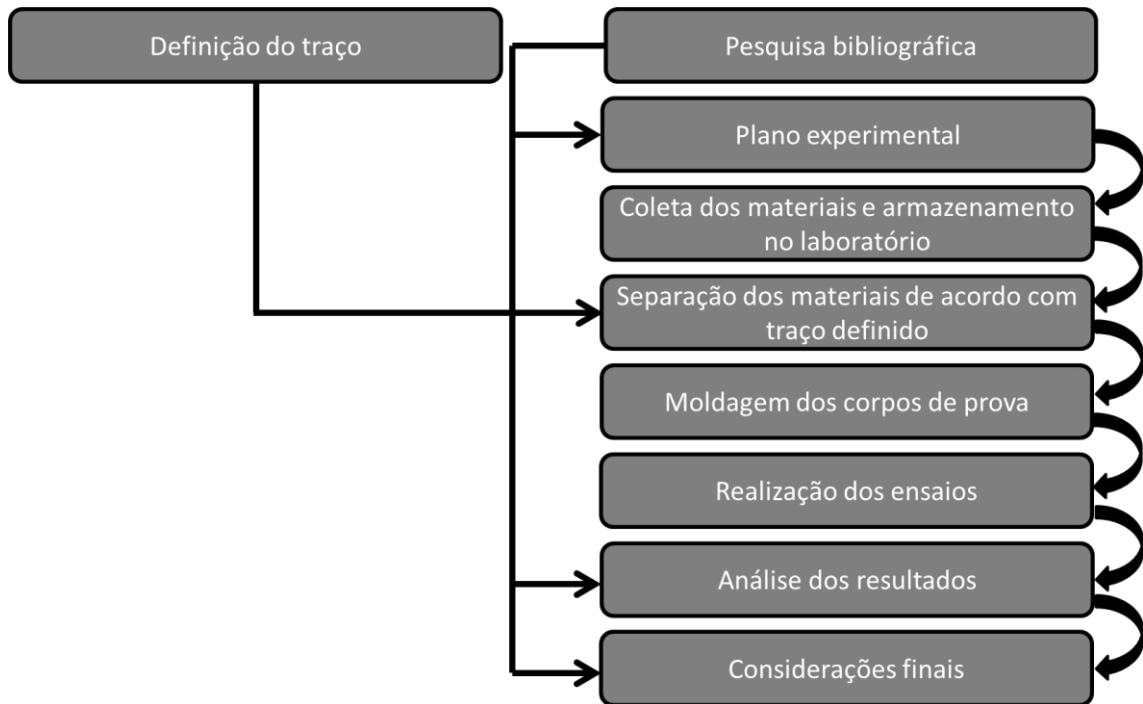 Definição do traço
Pesquisa bibliográfica
Plano experimental
Coleta dos materiais e armazenamento
no laboratório
Separação dos materiais de acordo com
traço definido
Moldagem dos corpos de prova
Realização dos ensaios
Análise dos resultados
Considerações finais